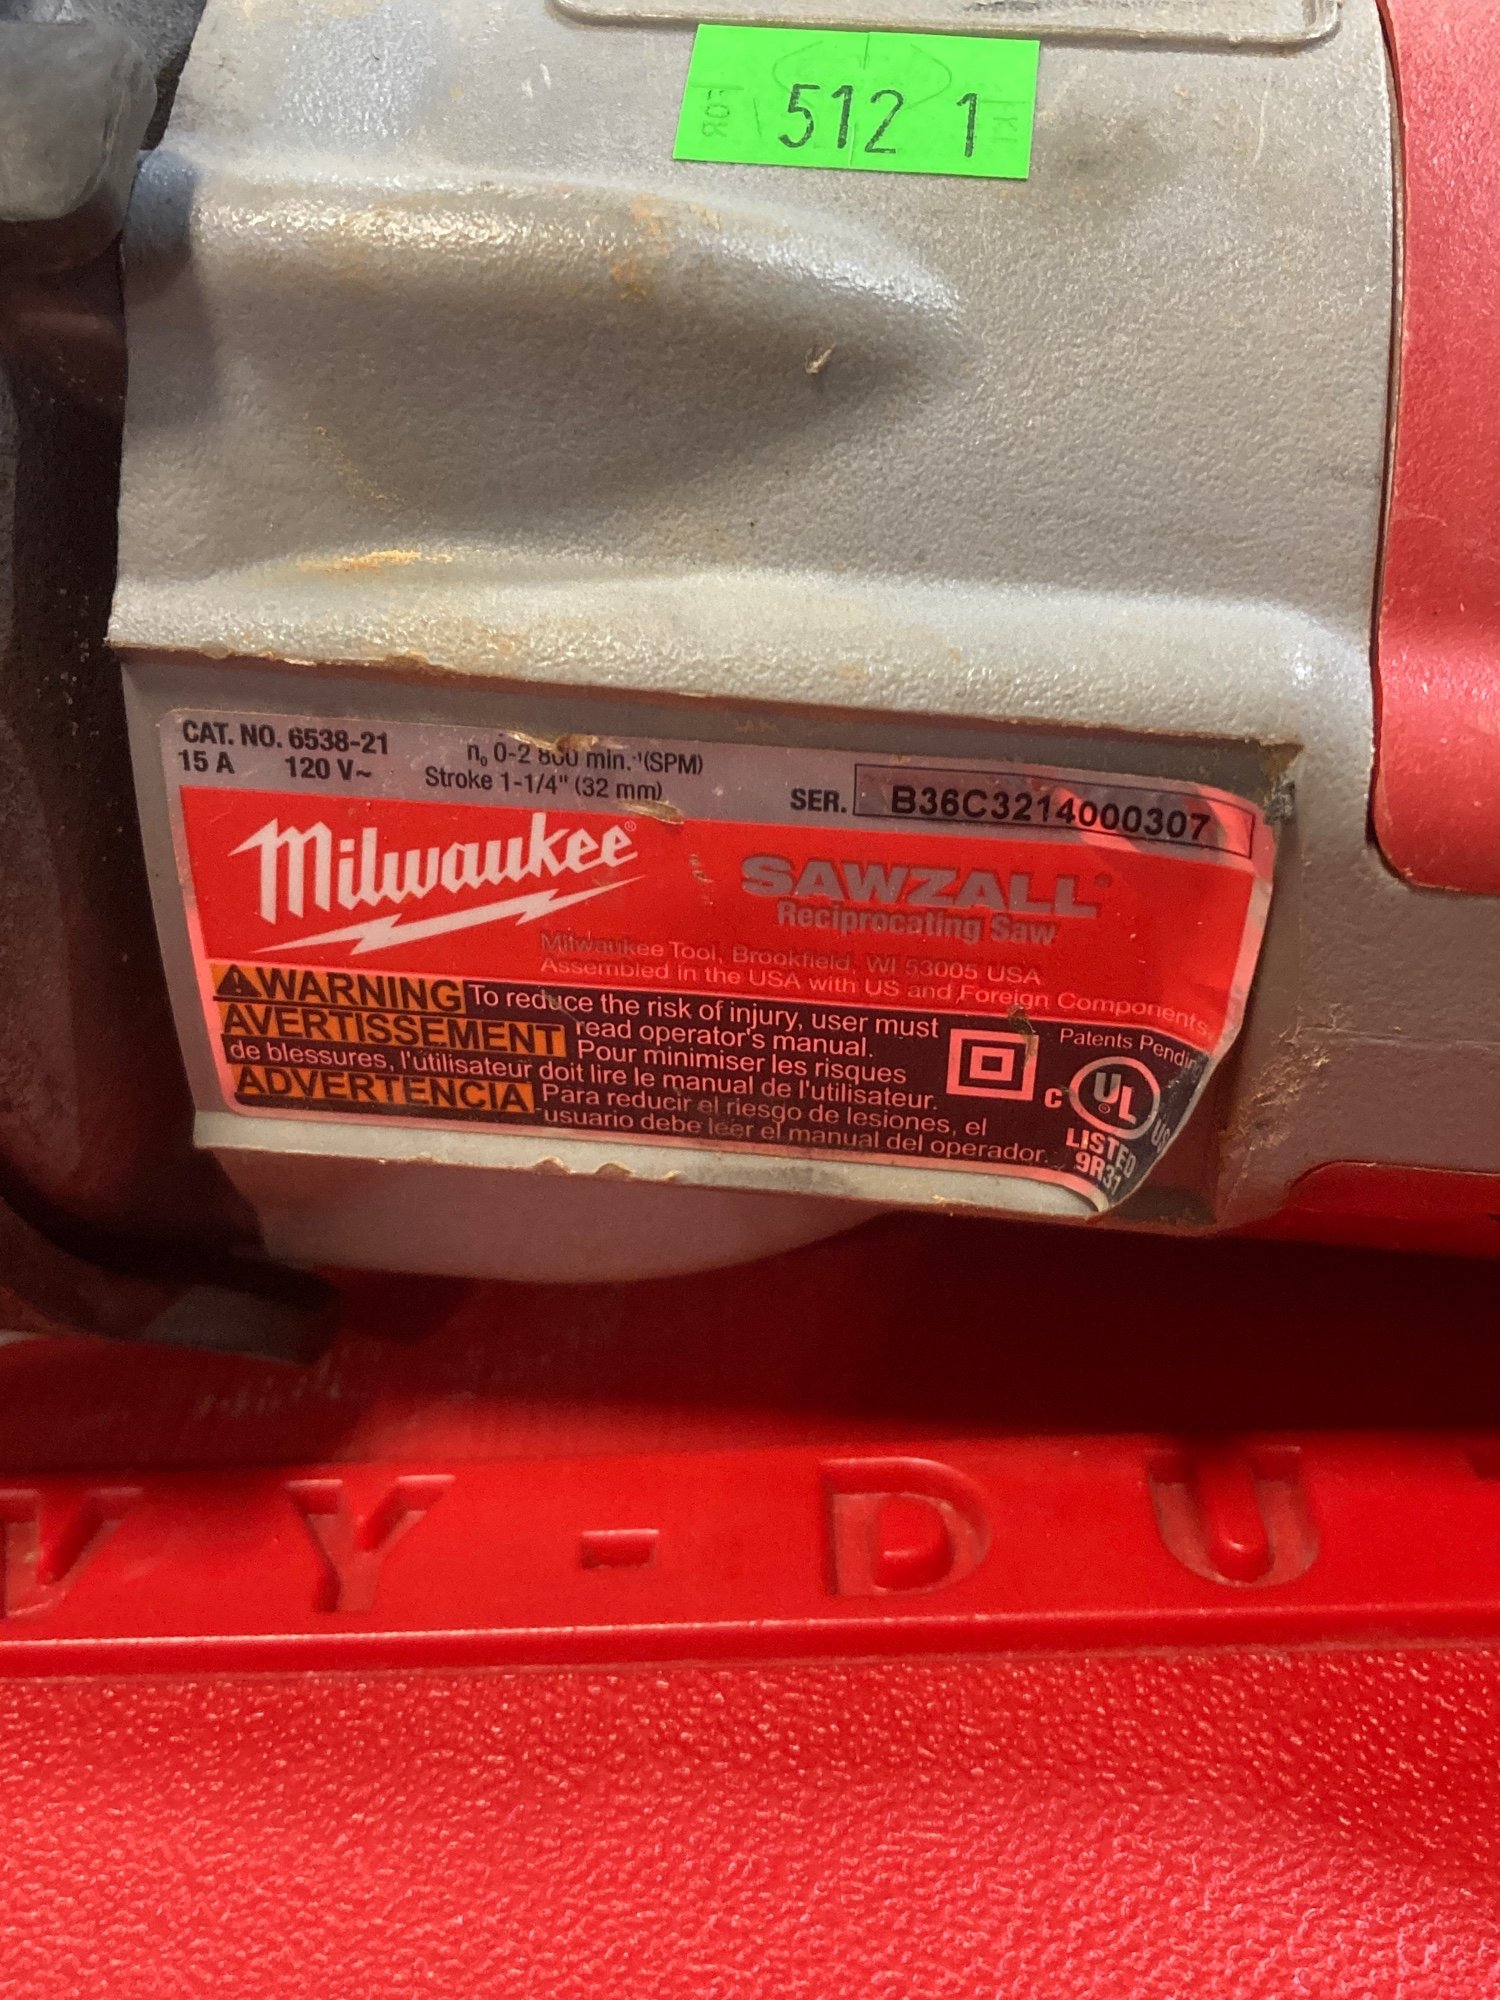 512 1
CAT. NO. 6538-21
15 A 120 V~
n₀ 0-2 800 min.⁻¹(SPM)
Stroke 1-1/4" (32 mm)
SER. B36C3214000307
Milwaukee®
SAWZALL®
Reciprocating Saw
Milwaukee Tool, Brookfield, WI 53005 USA
Assembled in the USA with US and Foreign Components.
WARNING To reduce the risk of injury, user must
read operator's manual.
AVERTISSEMENT Pour minimiser les risques
de blessures, l'utilisateur doit lire le manual de l'utilisateur.
ADVERTENCIA Para reducir el riesgo de lesiones, el
usuario debe leer el manual del operador.
Patents Pendin
C UL US
LISTED
9R31
VY-DU